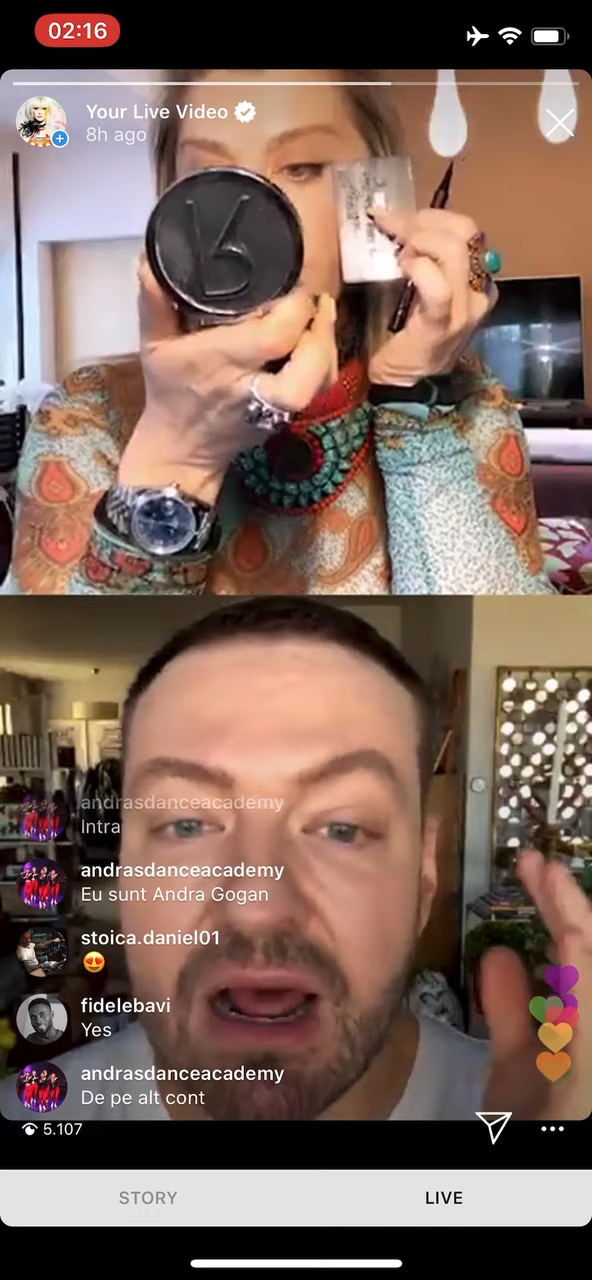 02:16
Your Live Video
8h ago
andrasdanceacademy
Intra
andrasdanceacademy
Eu sunt Andra Gogan
stoica.daniel01
😍
fidelebavi
Yes
andrasdanceacademy
De pe alt cont
5.107
STORY
LIVE